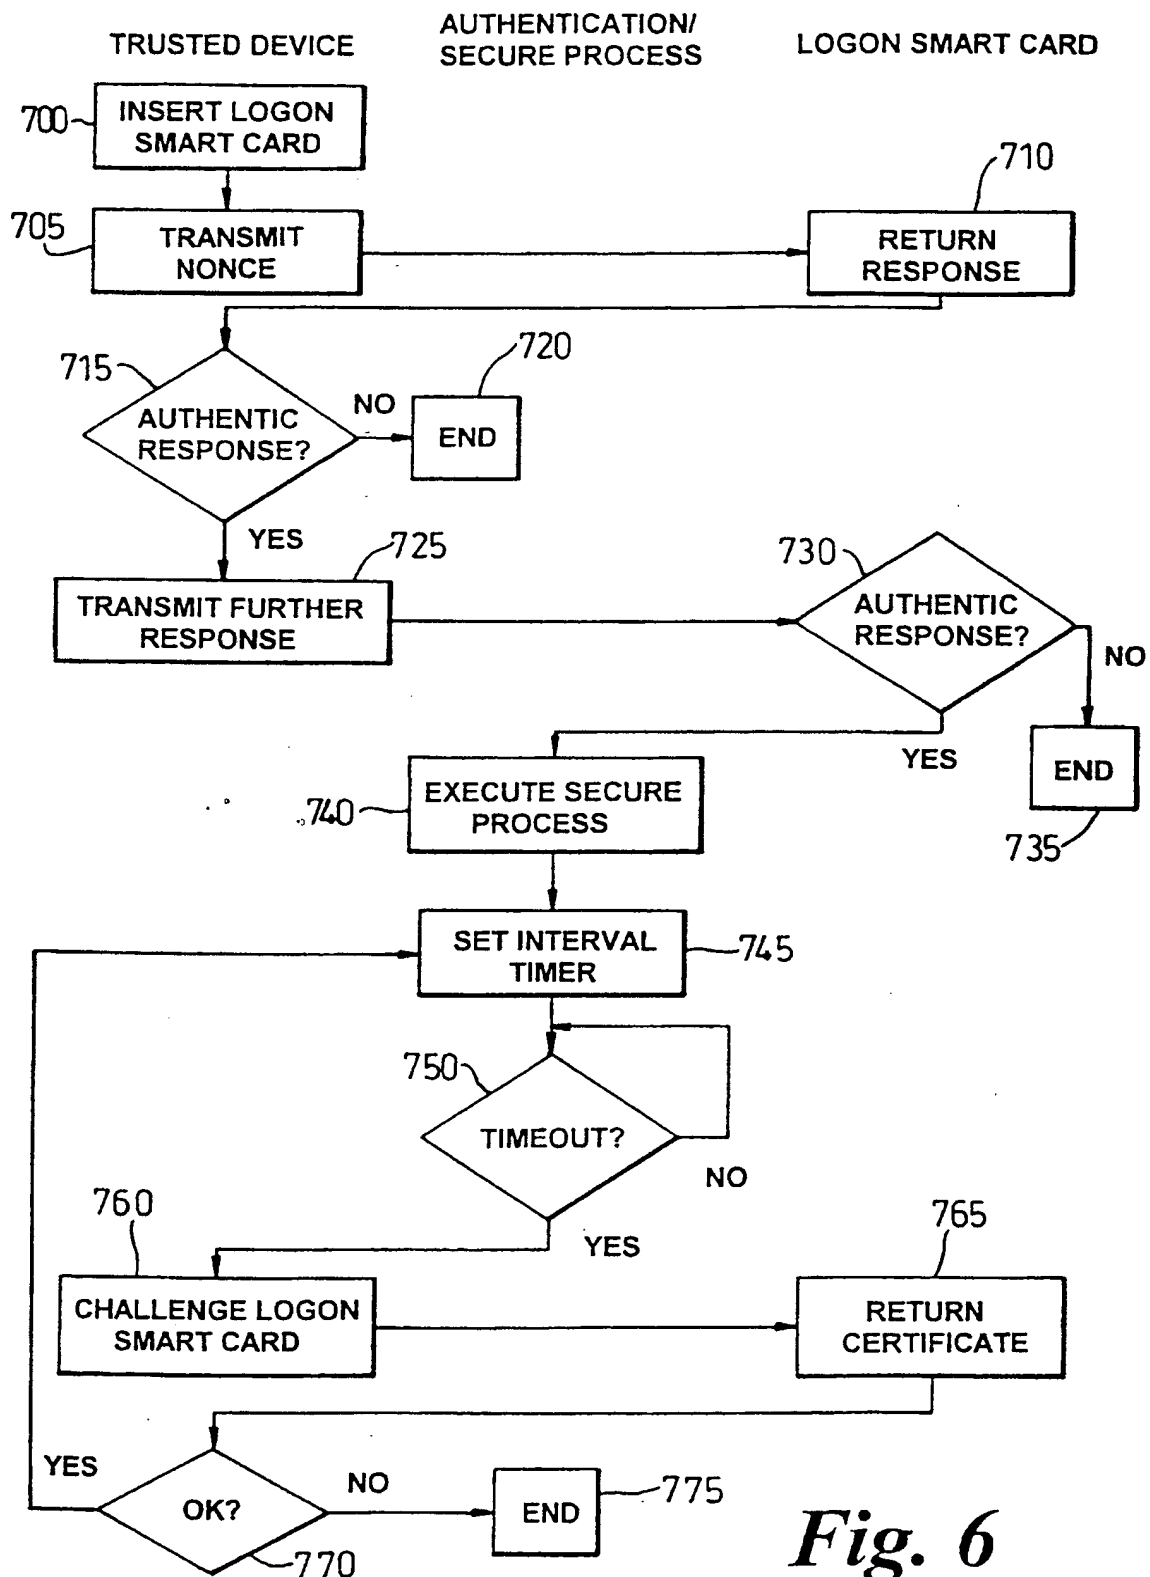 TRUSTED DEVICE
AUTHENTICATION/
SECURE PROCESS
LOGON SMART CARD
700
INSERT LOGON
SMART CARD
710
705
TRANSMIT
NONCE
RETURN
RESPONSE
715
720
AUTHENTIC
RESPONSE?
NO
END
YES
725
730
TRANSMIT FURTHER
RESPONSE
AUTHENTIC
RESPONSE?
NO
YES
END
735
740
EXECUTE SECURE
PROCESS
SET INTERVAL
TIMER
745
750
TIMEOUT?
NO
YES
760
765
CHALLENGE LOGON
SMART CARD
RETURN
CERTIFICATE
YES
OK?
NO
END
775
770
Fig. 6